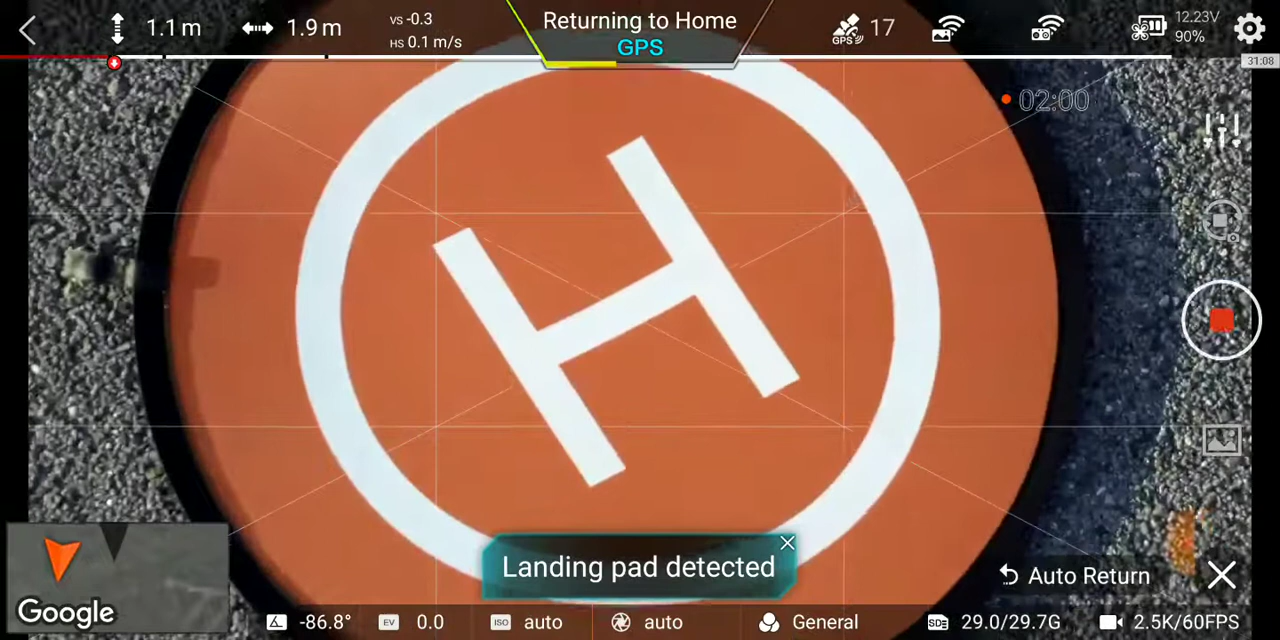 1.1 m
1.9 m
VS -0.3
HS 0.1 m/s
Returning to Home
GPS
GPS
17
12.23V
90%
31:08
02:00
H
Landing pad detected
Auto Return
Google
-86.8°
EV 0.0
ISO auto
auto
General
SD 29.0/29.7G
2.5K/60FPS